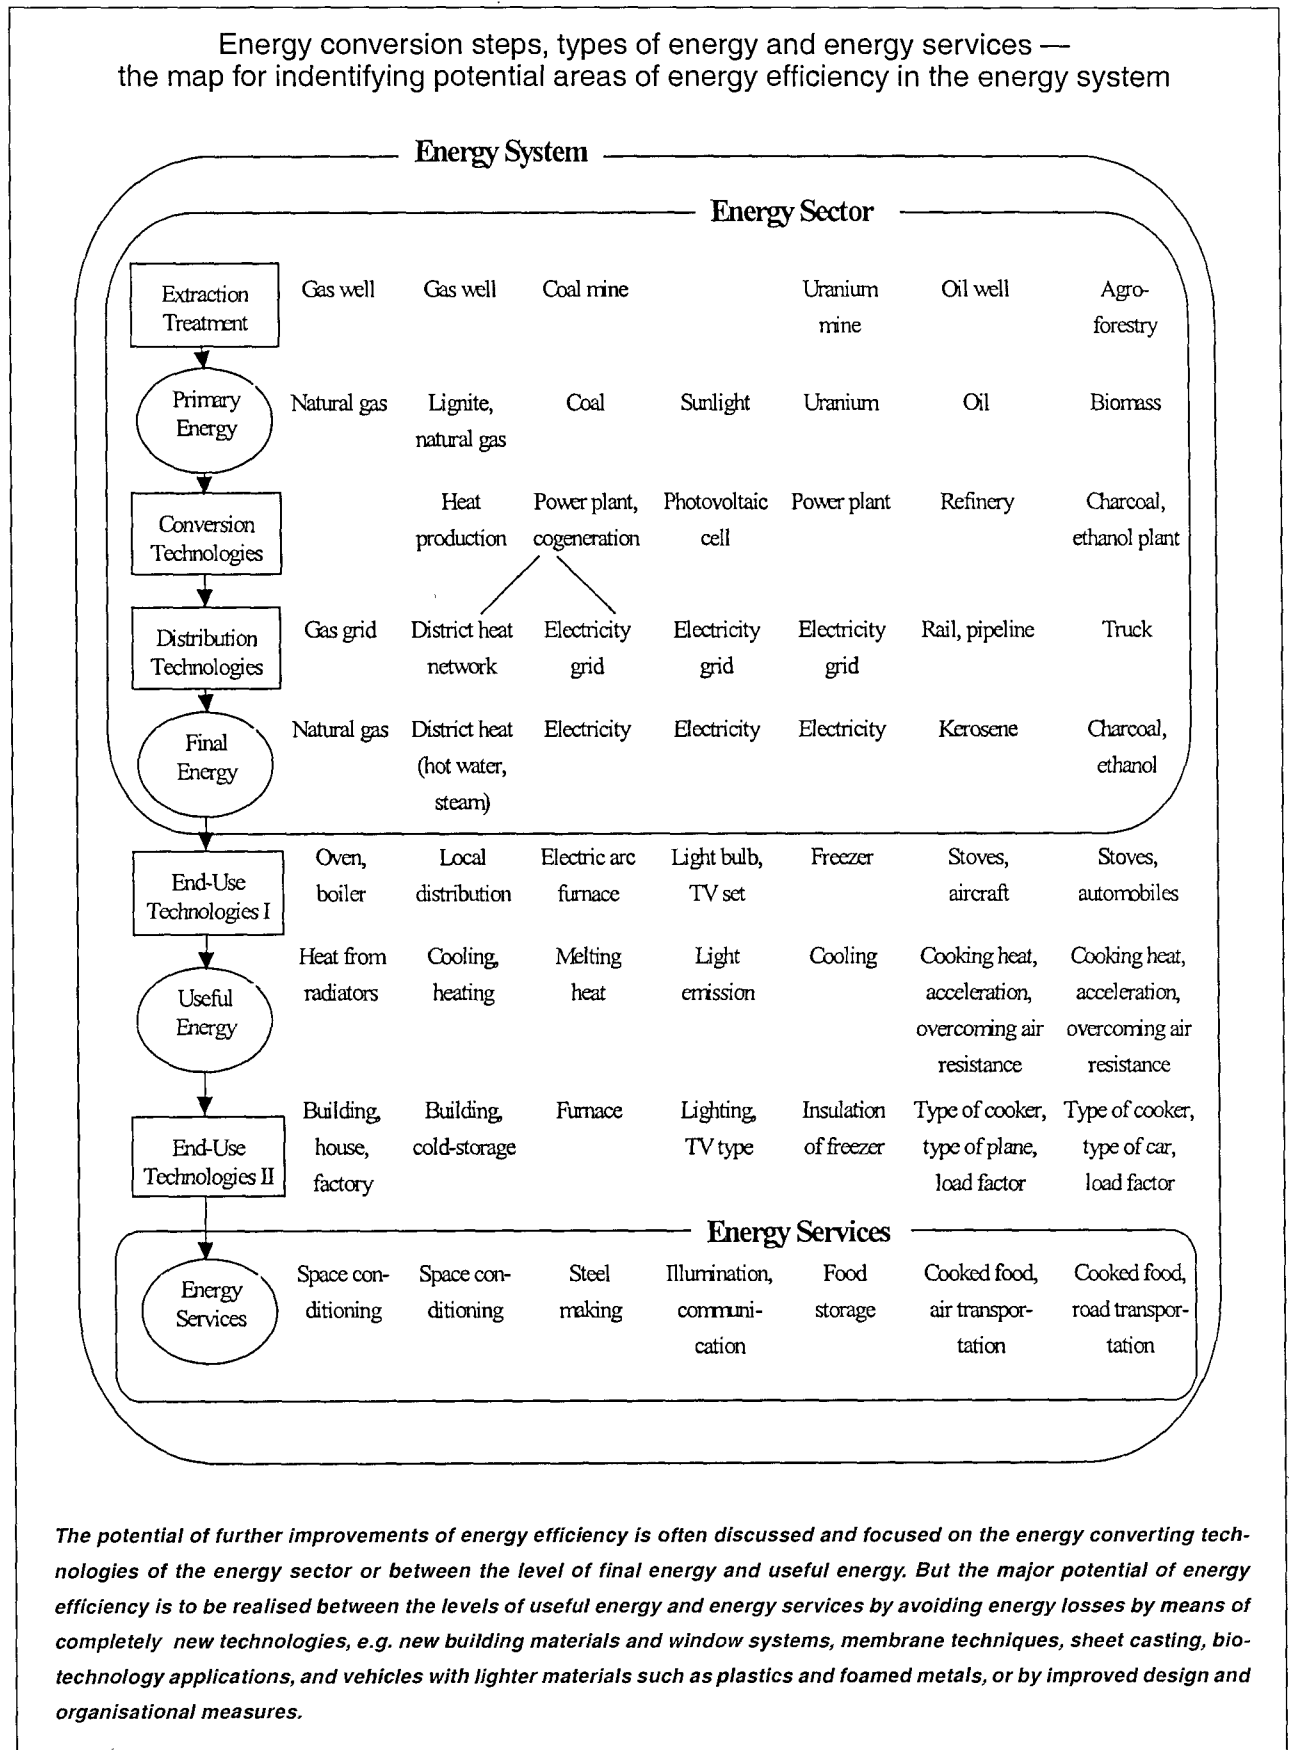 Energy conversion steps, types of energy and energy services —
the map for indentifying potential areas of energy efficiency in the energy system
Energy System
Energy Sector
Extraction
Treatment
Gas well
Gas well
Coal mine
Uranium
mine
Oil well
Agro-
forestry
Primary
Energy
Natural gas
Lignite,
natural gas
Coal
Sunlight
Uranium
Oil
Biomass
Conversion
Technologies
Heat
production
Power plant,
cogeneration
Photovoltaic
cell
Power plant
Refinery
Charcoal,
ethanol plant
Distribution
Technologies
Gas grid
District heat
network
Electricity
grid
Electricity
grid
Electricity
grid
Rail, pipeline
Truck
Final
Energy
Natural gas
District heat
(hot water,
steam)
Electricity
Electricity
Electricity
Kerosene
Charcoal,
ethanol
End-Use
Technologies I
Oven,
boiler
Local
distribution
Electric arc
furnace
Light bulb,
TV set
Freezer
Stoves,
aircraft
Stoves,
automobiles
Useful
Energy
Heat from
radiators
Cooling,
heating
Melting
heat
Light
emission
Cooling
Cooking heat,
acceleration,
overcoming air
resistance
Cooking heat,
acceleration,
overcoming air
resistance
End-Use
Technologies II
Building,
house,
factory
Building,
cold-storage
Furnace
Lighting,
TV type
Insulation
of freezer
Type of cooker,
type of plane,
load factor
Type of cooker,
type of car,
load factor
Energy Services
Energy
Services
Space con-
ditioning
Space con-
ditioning
Steel
making
Illumination,
communi-
cation
Food
storage
Cooked food,
air transpor-
tation
Cooked food,
road transpor-
tation
The potential of further improvements of energy efficiency is often discussed and focused on the energy converting tech-
nologies of the energy sector or between the level of final energy and useful energy. But the major potential of energy
efficiency is to be realised between the levels of useful energy and energy services by avoiding energy losses by means of
completely new technologies, e.g. new building materials and window systems, membrane techniques, sheet casting, bio-
technology applications, and vehicles with lighter materials such as plastics and foamed metals, or by improved design and
organisational measures.